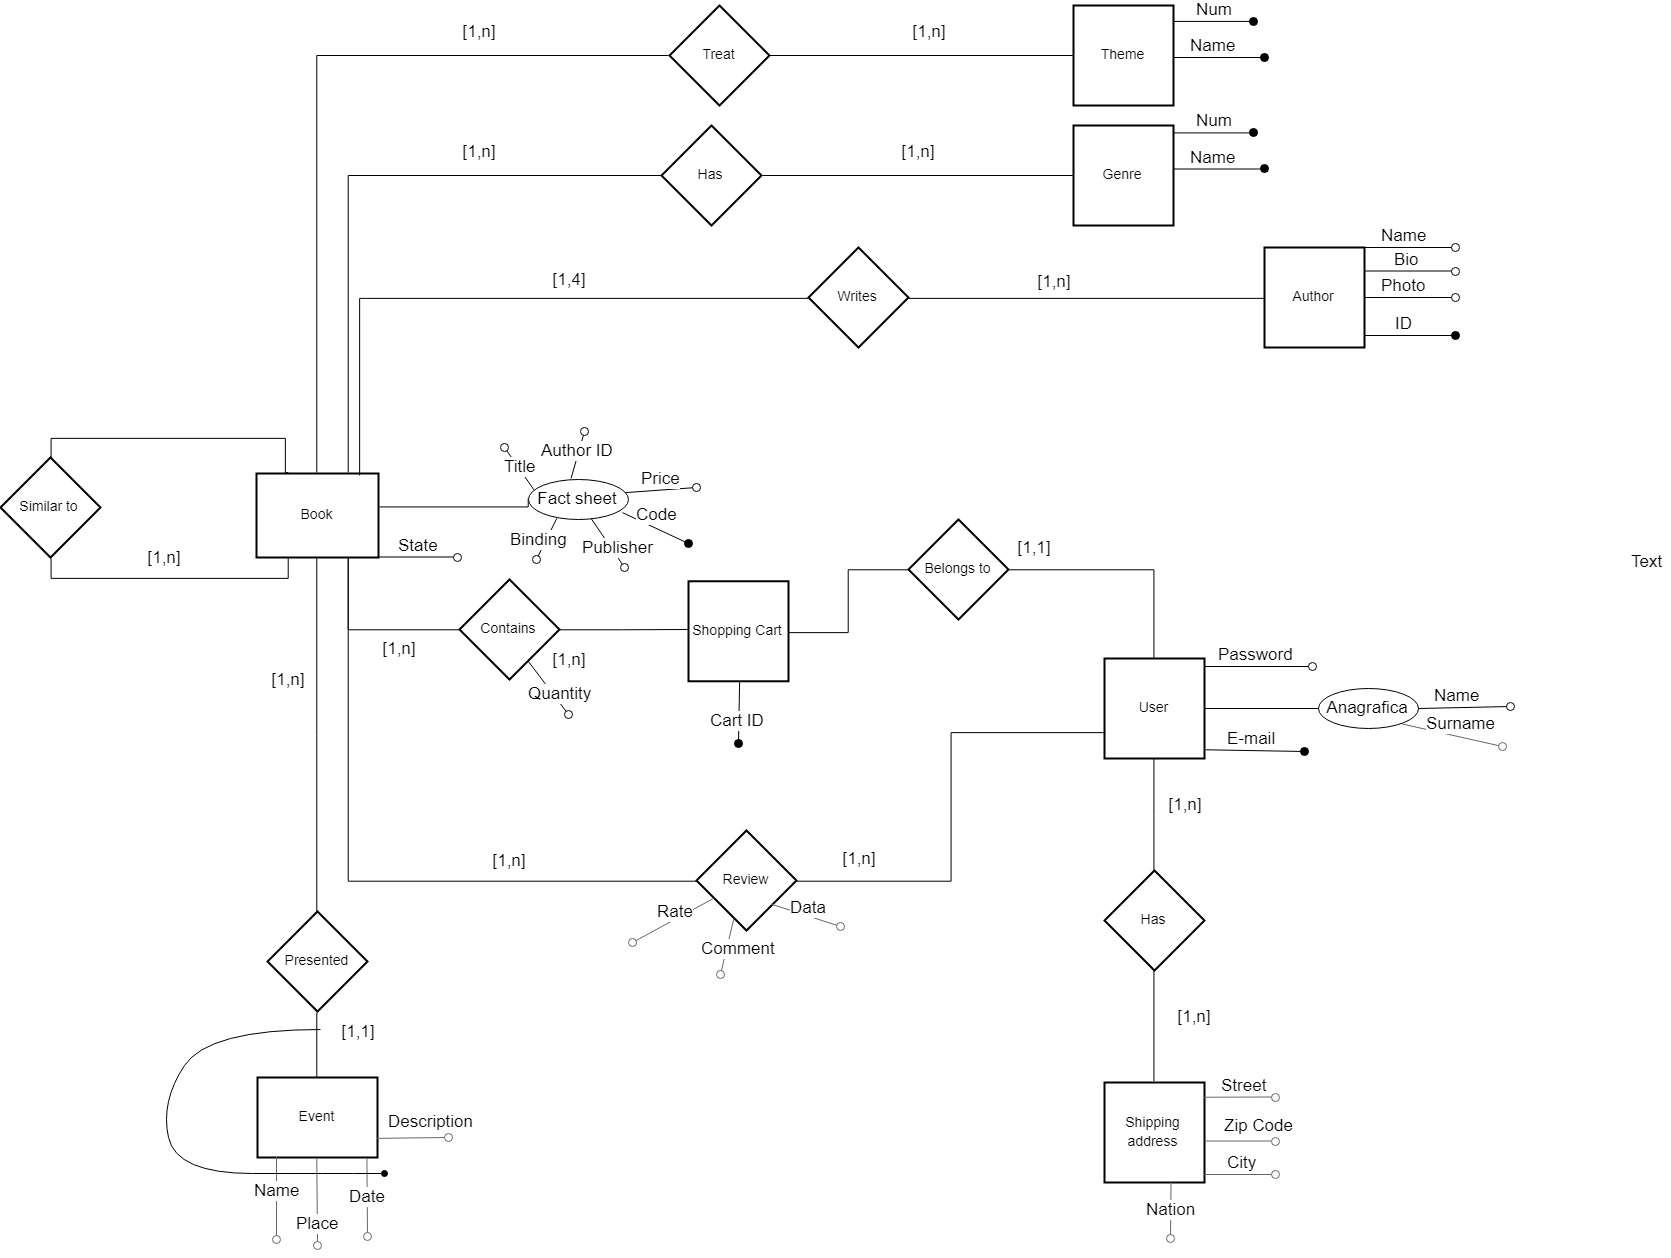 Num
[1,n]
[1,n]
Name
Treat
Theme
Num
[1,n]
[1,n]
Name
Has
Genre
Name
Bio
[1,4]
[1,n]
Photo
Writes
Author
ID
Author ID
Title
Price
Fact sheet
Similar to
Book
Code
Binding
State
Publisher
[1,n]
[1,1]
Text
Belongs to
Contains
Shopping Cart
[1,n]
[1,n]
Password
[1,n]
Quantity
Name
User
Anagrafica
Cart ID
Surname
E-mail
[1,n]
[1,n]
[1,n]
Review
Rate
Data
Has
Comment
Presented
[1,n]
[1,1]
Street
Event
Description
Shipping
address
Zip Code
City
Name
Date
Place
Nation